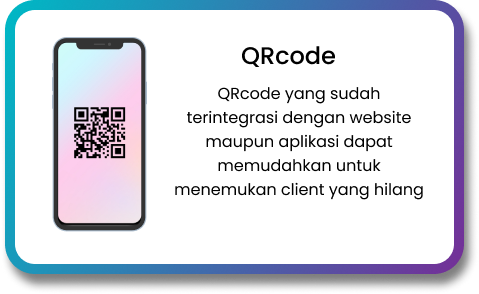 QRcode
QRcode yang sudah
terintegrasi dengan website
maupun aplikasi dapat
memudahkan untuk
menemukan client yang hilang